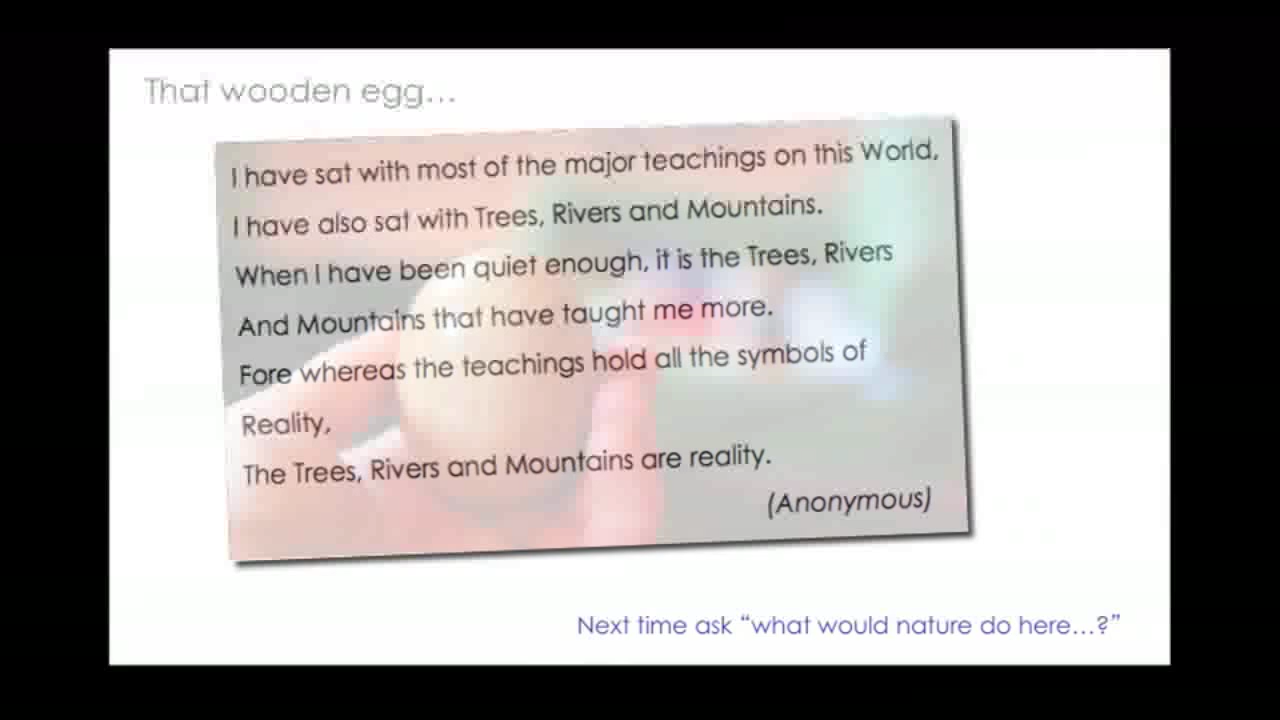 That wooden egg...
I have sat with most of the major teachings on this World,
I have also sat with Trees, Rivers and Mountains.
When I have been quiet enough, it is the Trees, Rivers
And Mountains that have taught me more.
Fore whereas the teachings hold all the symbols of
Reality,
The Trees, Rivers and Mountains are reality.
(Anonymous)
Next time ask “what would nature do here...?”